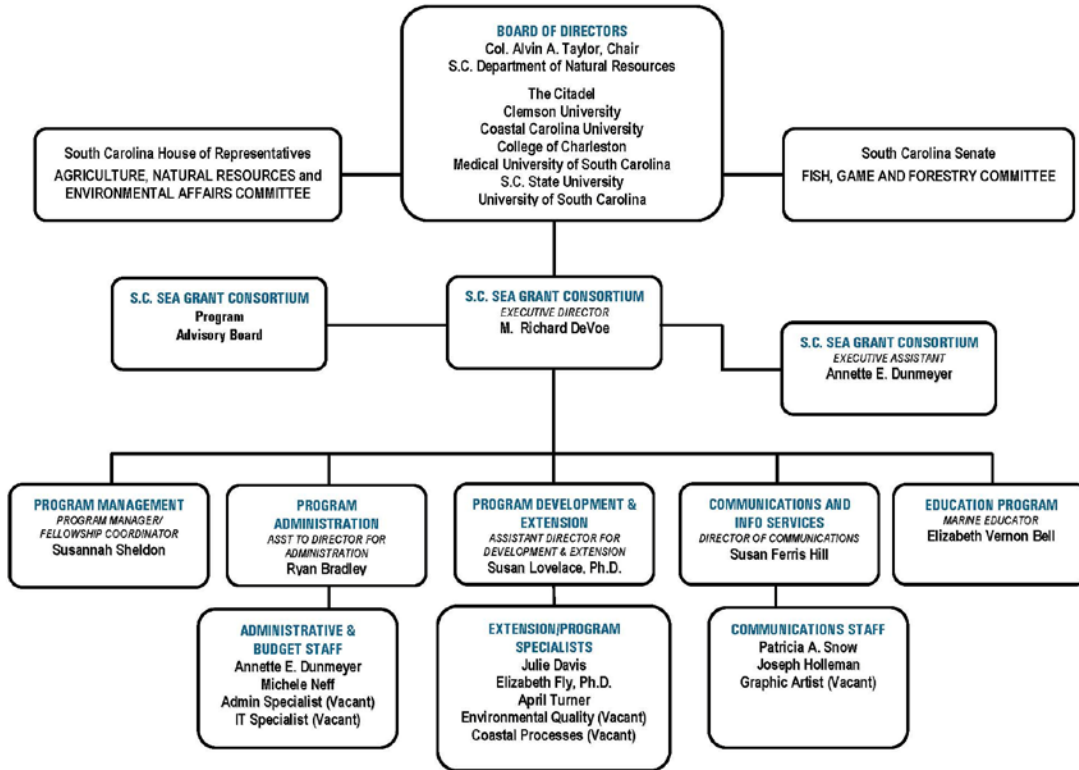 BOARD OF DIRECTORS
Col. Alvin A. Taylor, Chair
S.C. Department of Natural Resources
The Citadel
Clemson University
Coastal Carolina University
College of Charleston
Medical University of South Carolina
S.C. State University
University of South Carolina
South Carolina House of Representatives
AGRICULTURE, NATURAL RESOURCES and
ENVIRONMENTAL AFFAIRS COMMITTEE
South Carolina Senate
FISH, GAME AND FORESTRY COMMITTEE
S.C. SEA GRANT CONSORTIUM
Program
Advisory Board
S.C. SEA GRANT CONSORTIUM
EXECUTIVE DIRECTOR
M. Richard DeVoe
S.C. SEA GRANT CONSORTIUM
EXECUTIVE ASSISTANT
Annette E. Dunmeyer
PROGRAM MANAGEMENT
PROGRAM MANAGER/
FELLOWSHIP COORDINATOR
Susannah Sheldon
PROGRAM
ADMINISTRATION
ASST TO DIRECTOR FOR
ADMINISTRATION
Ryan Bradley
PROGRAM DEVELOPMENT &
EXTENSION
ASSISTANT DIRECTOR FOR
DEVELOPMENT & EXTENSION
Susan Lovelace, Ph.D.
COMMUNICATIONS AND
INFO SERVICES
DIRECTOR OF COMMUNICATIONS
Susan Ferris Hill
EDUCATION PROGRAM
MARINE EDUCATOR
Elizabeth Vernon Bell
ADMINISTRATIVE &
BUDGET STAFF
Annette E. Dunmeyer
Michele Neff
Admin Specialist (Vacant)
IT Specialist (Vacant)
EXTENSION/PROGRAM
SPECIALISTS
Julie Davis
Elizabeth Fly, Ph.D.
April Turner
Environmental Quality (Vacant)
Coastal Processes (Vacant)
COMMUNICATIONS STAFF
Patricia A. Snow
Joseph Holleman
Graphic Artist (Vacant)